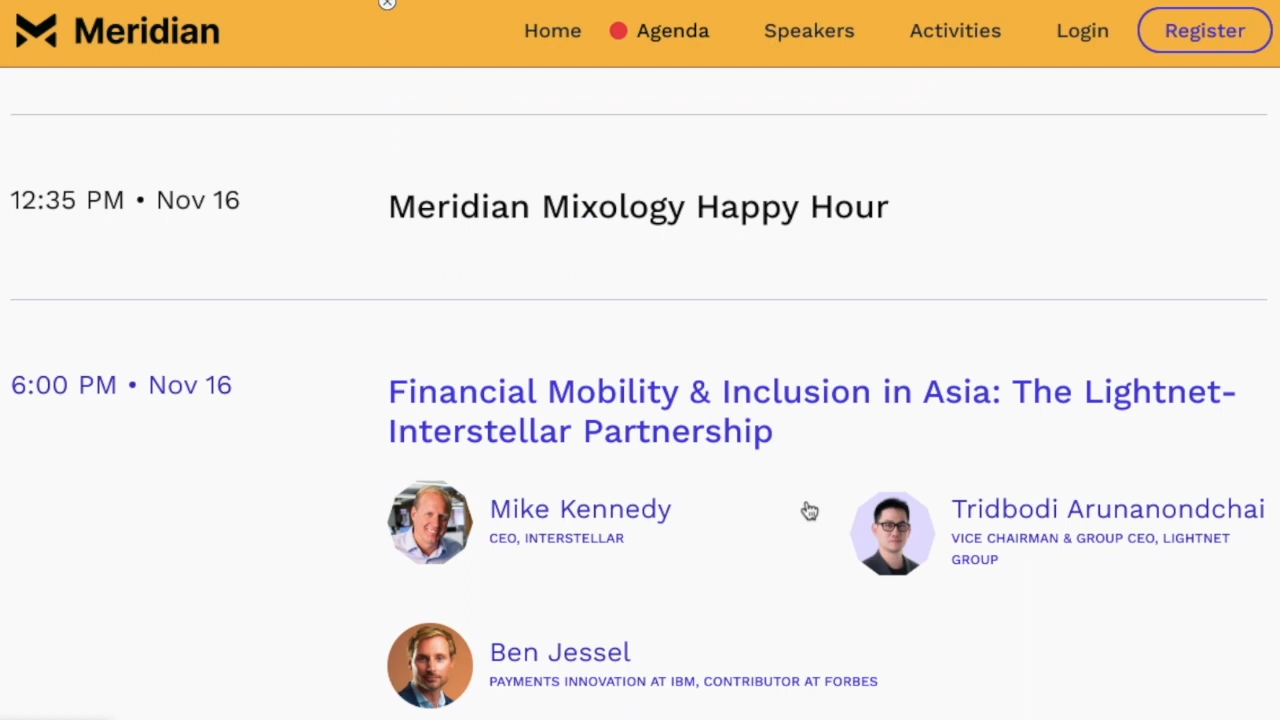 Meridian
Home
Agenda
Speakers
Activities
Login
Register
12:35 PM • Nov 16
Meridian Mixology Happy Hour
6:00 PM • Nov 16
Financial Mobility & Inclusion in Asia: The Lightnet-
Interstellar Partnership
Mike Kennedy
CEO, INTERSTELLAR
Tridbodi Arunanondchai
VICE CHAIRMAN & GROUP CEO, LIGHTNET
GROUP
Ben Jessel
PAYMENTS INNOVATION AT IBM, CONTRIBUTOR AT FORBES